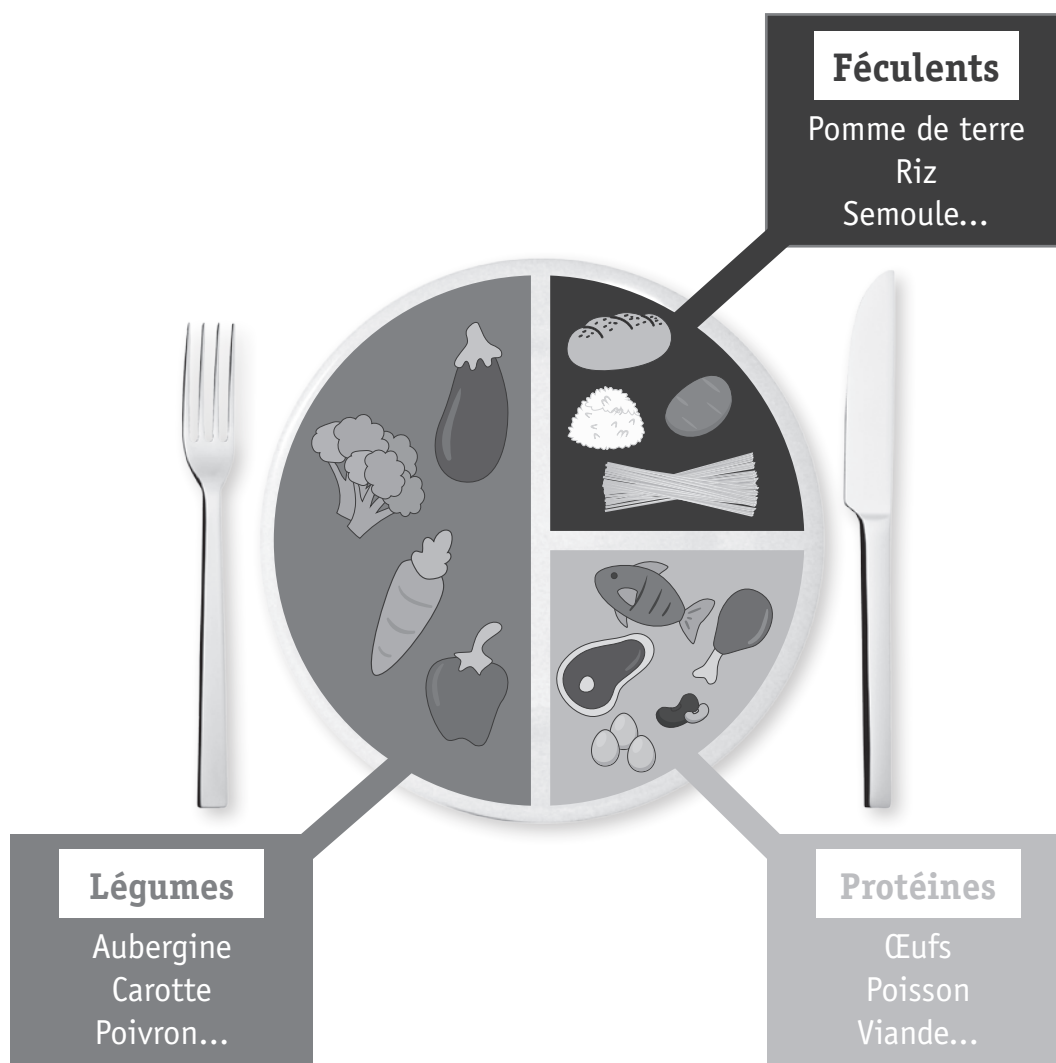 Féculents
Pomme de terre
Riz
Semoule...
Légumes
Aubergine
Carotte
Poivron...
Protéines
Œufs
Poisson
Viande...